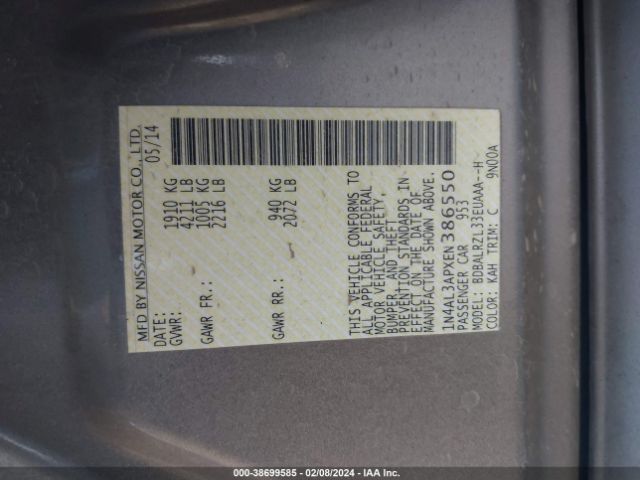 MFD BY NISSAN MOTOR CO., LTD.
DATE: 05/14
GVWR: 1910 KG
4211 LB
GAWR FR.: 1005 KG
2216 LB
GAWR RR.: 940 KG
2072 LB
THIS VEHICLE CONFORMS TO
ALL APPLICABLE FEDERAL
MOTOR VEHICLE SAFETY,
BUMPER, AND THEFT
PREVENTION STANDARDS IN
EFFECT ON THE DATE OF
MANUFACTURE SHOWN ABOVE.
1N4AL3APXEN386550
PASSENGER CAR 953
MODEL: BDBALRZL33EUAAA--H
COLOR: KAH TRIM: C 9N00A
000-38699585 - 02/08/2024 - IAA Inc.